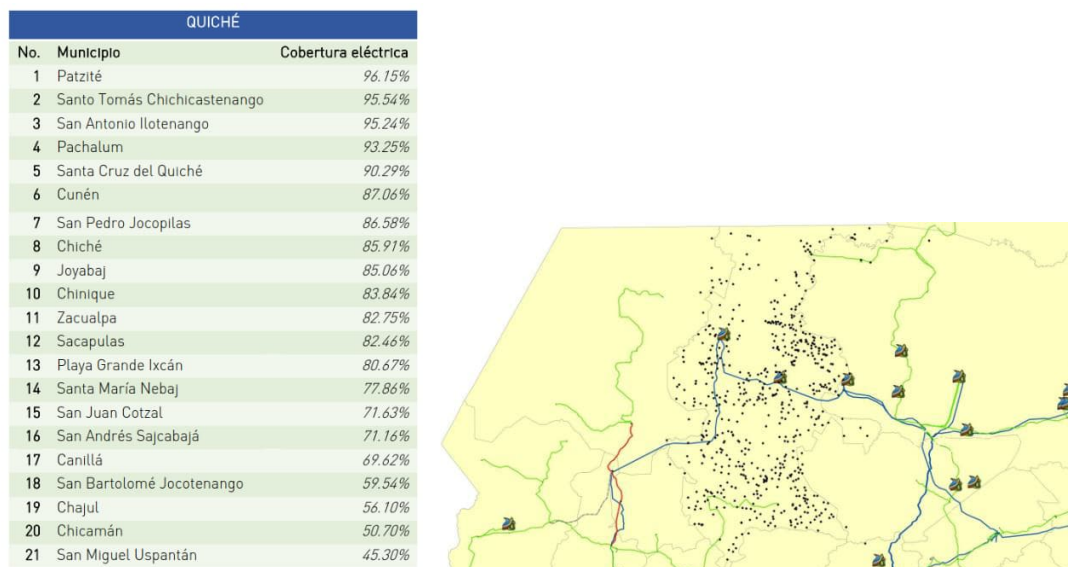 QUICHÉ
No. Municipio Cobertura eléctrica
1 Patzité 96.15%
2 Santo Tomás Chichicastenango 95.54%
3 San Antonio Ilotenango 95.24%
4 Pachalum 93.25%
5 Santa Cruz del Quiché 90.29%
6 Cunén 87.06%
7 San Pedro Jocopilas 86.58%
8 Chiché 85.91%
9 Joyabaj 85.06%
10 Chinique 83.84%
11 Zacualpa 82.75%
12 Sacapulas 82.46%
13 Playa Grande Ixcán 80.67%
14 Santa María Nebaj 77.86%
15 San Juan Cotzal 71.63%
16 San Andrés Sajcabajá 71.16%
17 Canillá 69.62%
18 San Bartolomé Jocotenango 59.54%
19 Chajul 56.10%
20 Chicamán 50.70%
21 San Miguel Uspantán 45.30%